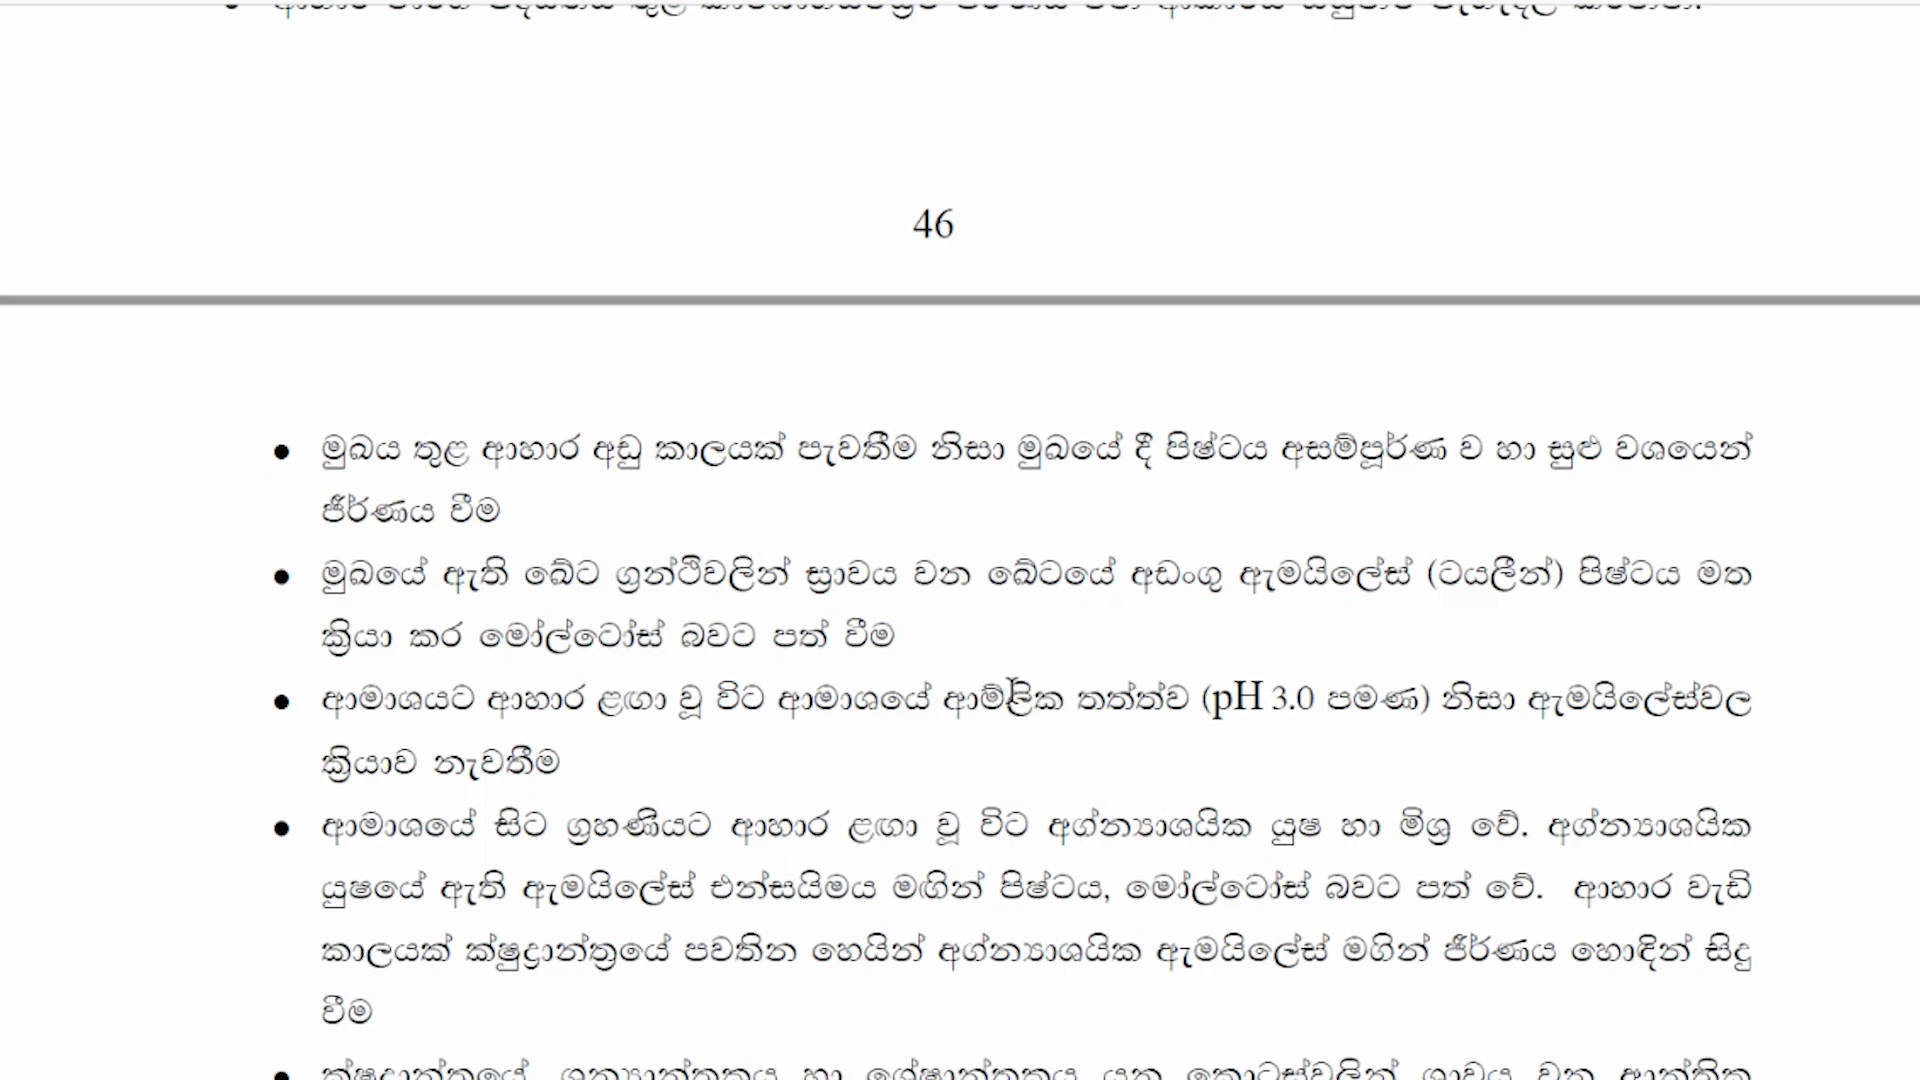 46
• මුඛය තුළ ආහාර අඩු කාලයක් පැවතීම නිසා මුඛයේ දී පිෂ්ටය අසම්පූර්ණ ව හා සුළු වශයෙන්
ජීර්ණය වීම
• මුඛයේ ඇති ඛේට ග්‍රන්ථිවලින් ස්‍රාවය වන ඛේටයේ අඩංගු ඇමයිලේස් (ටයලීන්) පිෂ්ටය මත
ක්‍රියා කර මෝල්ටෝස් බවට පත් වීම
• ආමාශයට ආහාර ළඟා වූ විට ආමාශයේ ආම්ලික තත්ත්ව (pH 3.0 පමණ) නිසා ඇමයිලේස්වල
ක්‍රියාව නැවතීම
• ආමාශයේ සිට ග්‍රහණියට ආහාර ළඟා වූ විට අග්න්‍යාශයික යුෂ හා මිශ්‍ර වේ. අග්න්‍යාශයික
යුෂයේ ඇති ඇමයිලේස් එන්සයිමය මඟින් පිෂ්ටය, මෝල්ටෝස් බවට පත් වේ. ආහාර වැඩි
කාලයක් ක්ෂුද්‍රාන්ත්‍රයේ පවතින හෙයින් අග්න්‍යාශයික ඇමයිලේස් මගින් ජීර්ණය හොඳින් සිදු
වීම